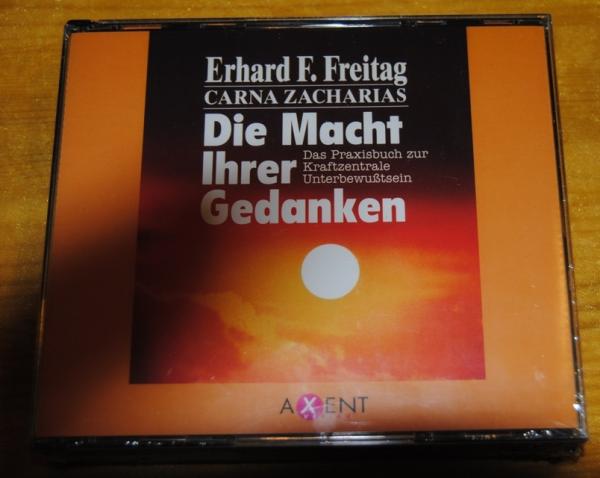 Erhard F. Freitag
CARNA ZACHARIAS
Die Macht
Ihrer
Das Praxisbuch zur
Kraftzentrale
Unterbewußtsein
Gedanken
AXENT